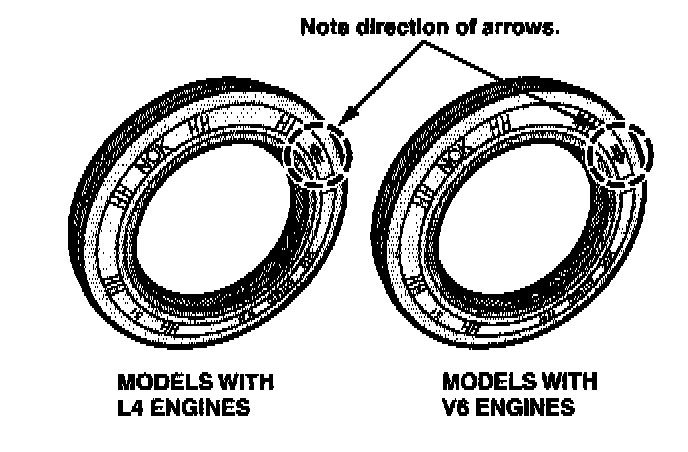 Note direction of arrows.
NOK
NOK
MODELS WITH
L4 ENGINES
MODELS WITH
V6 ENGINES